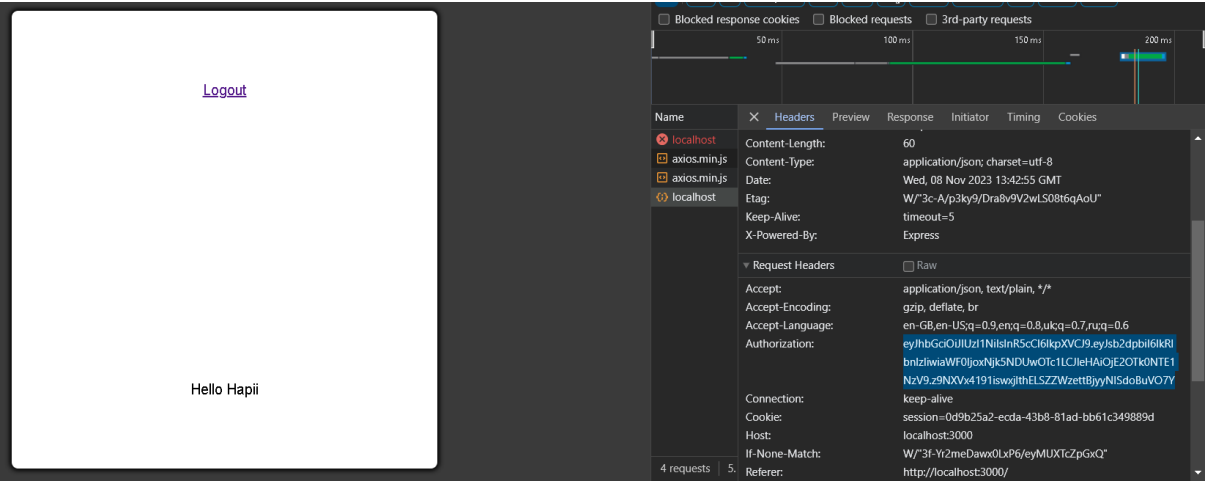 Logout
Hello Hapii
Blocked response cookies Blocked requests 3rd-party requests
50 ms 100 ms 150 ms 200 ms
Name
localhost
axios.min.js
axios.min.js
localhost
4 requests 5.
Headers Preview Response Initiator Timing Cookies
Content-Length: 60
Content-Type: application/json; charset=utf-8
Date: Wed, 08 Nov 2023 13:42:55 GMT
Etag: W/"3c-A/p3ky9/Dra8v9V2wLS08t6qAoU"
Keep-Alive: timeout=5
X-Powered-By: Express
Request Headers Raw
Accept: application/json, text/plain, */*
Accept-Encoding: gzip, deflate, br
Accept-Language: en-GB,en-US;q=0.9,en;q=0.8,uk;q=0.7,ru;q=0.6
Authorization:
Connection: keep-alive
Cookie: session=0d9b25a2-ecda-43b8-81ad-bb61c349889d
Host: localhost:3000
If-None-Match: W/"3f-Yr2meDawx0LxP6/eyMUXTcZpGxQ"
Referer: http://localhost:3000/